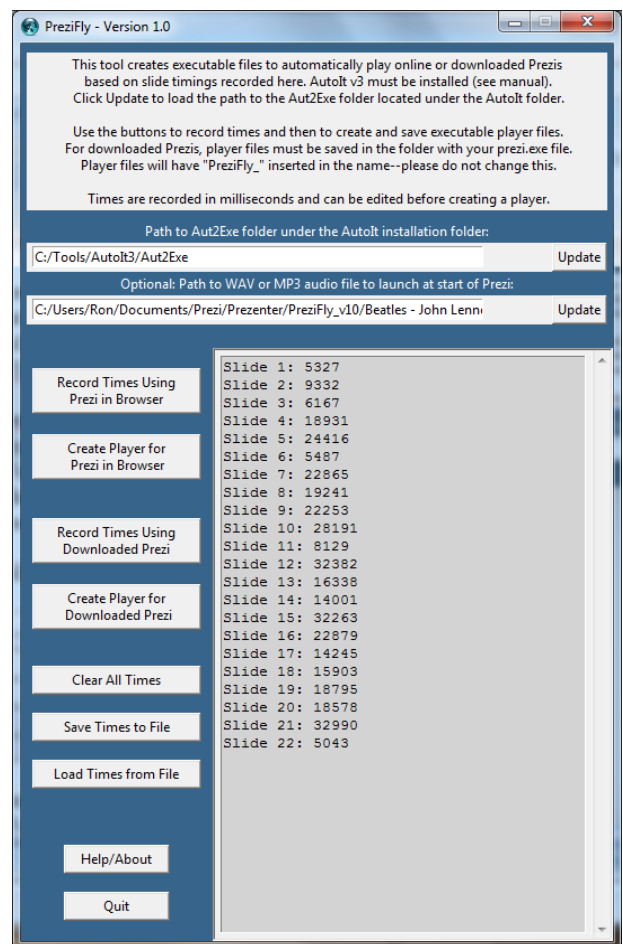 PreziFly - Version 1.0
This tool creates executable files to automatically play online or downloaded Prezis
based on slide timings recorded here. AutoIt v3 must be installed (see manual).
Click Update to load the path to the Aut2Exe folder located under the AutoIt folder.
Use the buttons to record times and then to create and save executable player files.
For downloaded Prezis, player files must be saved in the folder with your prezi.exe file.
Player files will have "PreziFly_" inserted in the name--please do not change this.
Times are recorded in milliseconds and can be edited before creating a player.
Path to Aut2Exe folder under the AutoIt installation folder:
C:/Tools/AutoIt3/Aut2Exe
Update
Optional: Path to WAV or MP3 audio file to launch at start of Prezi:
C:/Users/Ron/Documents/Prezi/Prezenter/PreziFly_v10/Beatles - John Lenn
Update
Record Times Using
Prezi in Browser
Create Player for
Prezi in Browser
Record Times Using
Downloaded Prezi
Create Player for
Downloaded Prezi
Clear All Times
Save Times to File
Load Times from File
Help/About
Quit
Slide 1: 5327
Slide 2: 9332
Slide 3: 6167
Slide 4: 18931
Slide 5: 24416
Slide 6: 5487
Slide 7: 22865
Slide 8: 19241
Slide 9: 22253
Slide 10: 28191
Slide 11: 8129
Slide 12: 32382
Slide 13: 16338
Slide 14: 14001
Slide 15: 32263
Slide 16: 22879
Slide 17: 14245
Slide 18: 15903
Slide 19: 18795
Slide 20: 18578
Slide 21: 32990
Slide 22: 5043